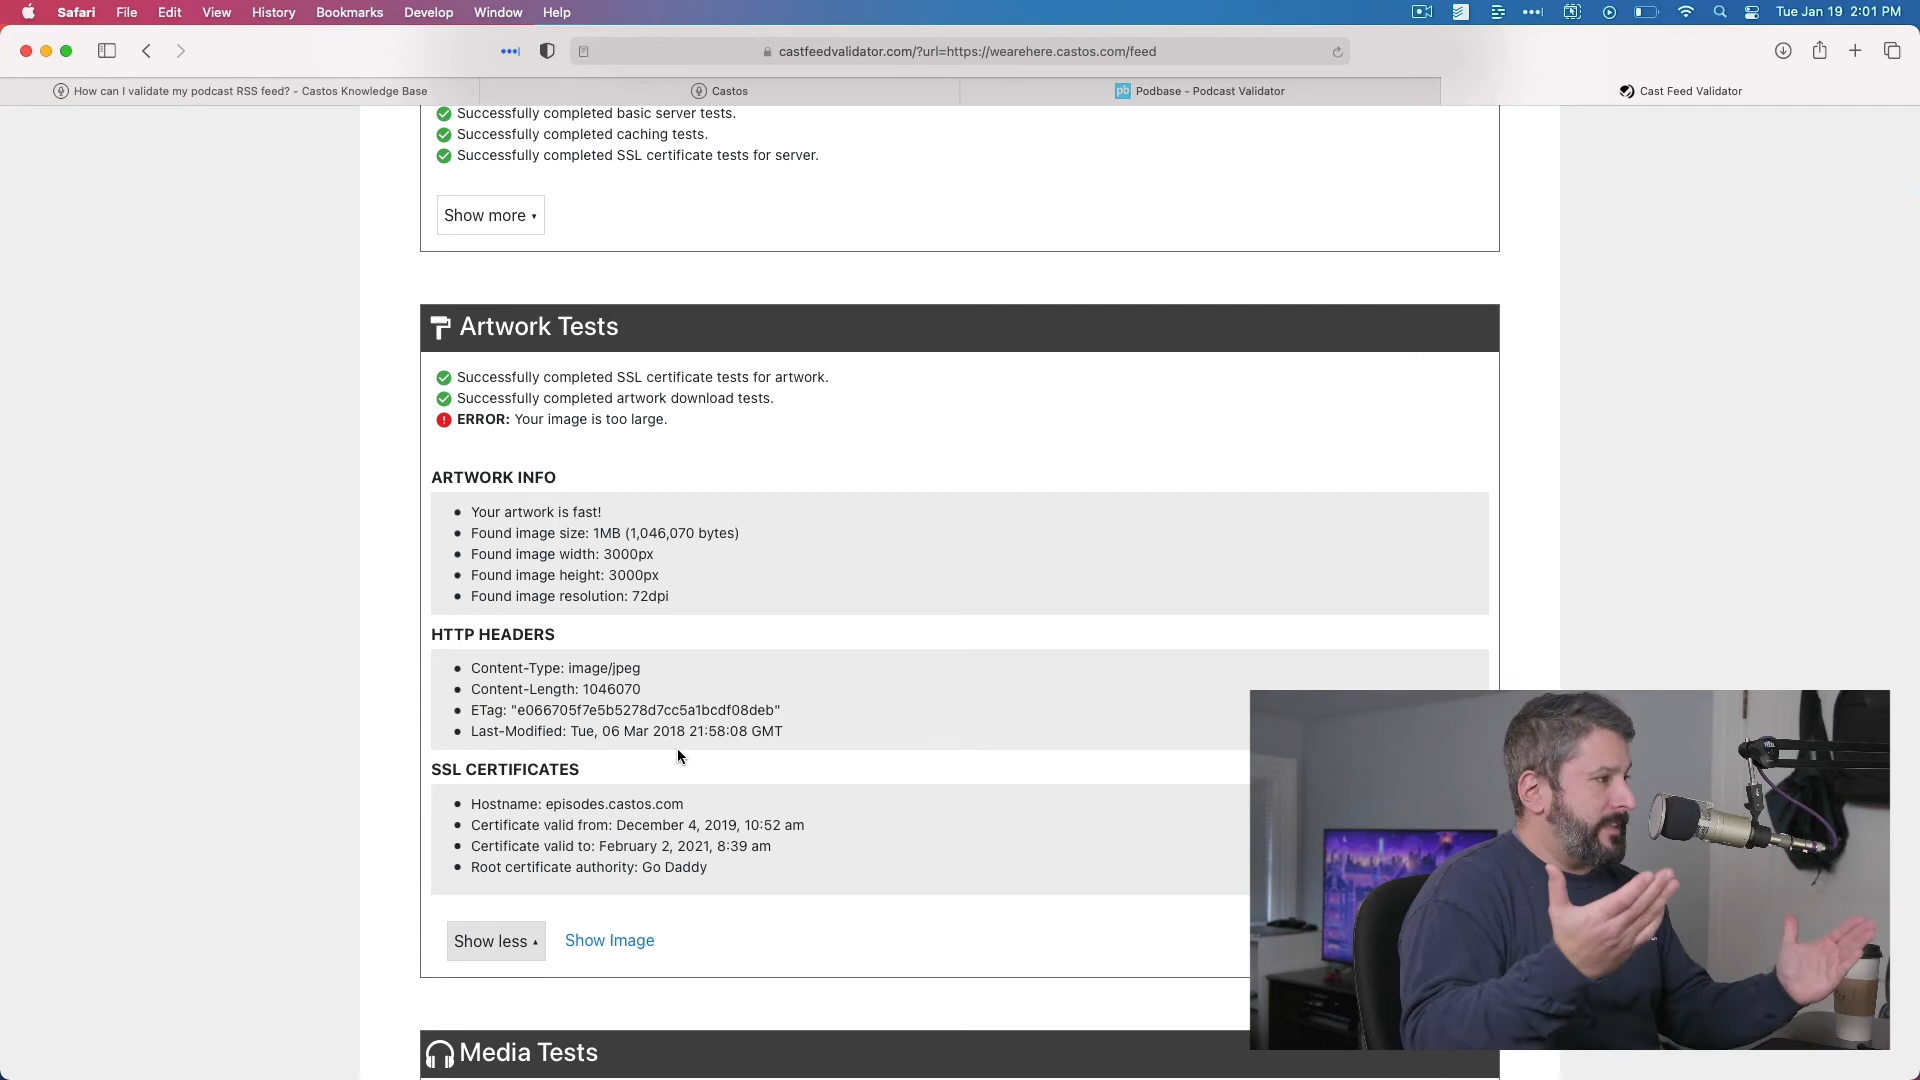 Safari File Edit View History Bookmarks Develop Window Help Tue Jan 19 2:01 PM
castfeedvalidator.com/?url=https://wearehere.castos.com/feed
How can I validate my podcast RSS feed? - Castos Knowledge Base
Castos
pb Podbase - Podcast Validator
Cast Feed Validator
Successfully completed basic server tests.
Successfully completed caching tests.
Successfully completed SSL certificate tests for server.
Show more
Artwork Tests
Successfully completed SSL certificate tests for artwork.
Successfully completed artwork download tests.
ERROR: Your image is too large.
ARTWORK INFO
Your artwork is fast!
Found image size: 1MB (1,046,070 bytes)
Found image width: 3000px
Found image height: 3000px
Found image resolution: 72dpi
HTTP HEADERS
Content-Type: image/jpeg
Content-Length: 1046070
ETag: "e066705f7e5b5278d7cc5a1bcdf08deb"
Last-Modified: Tue, 06 Mar 2018 21:58:08 GMT
SSL CERTIFICATES
Hostname: episodes.castos.com
Certificate valid from: December 4, 2019, 10:52 am
Certificate valid to: February 2, 2021, 8:39 am
Root certificate authority: Go Daddy
Show less
Show Image
Media Tests